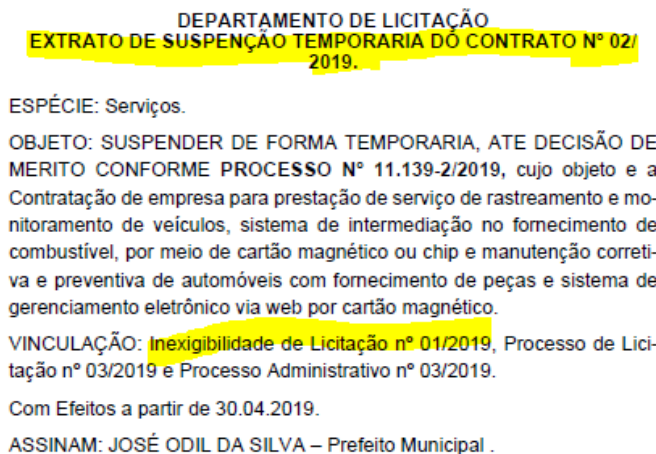 DEPARTAMENTO DE LICITAÇÃO
EXTRATO DE SUSPENÇÃO TEMPORARIA DO CONTRATO Nº 02/
2019.
ESPÉCIE: Serviços.
OBJETO: SUSPENDER DE FORMA TEMPORARIA, ATE DECISÃO DE
MERITO CONFORME PROCESSO Nº 11.139-2/2019, cujo objeto e a
Contratação de empresa para prestação de serviço de rastreamento e mo-
nitoramento de veículos, sistema de intermediação no fornecimento de
combustível, por meio de cartão magnético ou chip e manutenção correti-
va e preventiva de automóveis com fornecimento de peças e sistema de
gerenciamento eletrônico via web por cartão magnético.
VINCULAÇÃO: Inexigibilidade de Licitação nº 01/2019, Processo de Lici-
tação nº 03/2019 e Processo Administrativo nº 03/2019.
Com Efeitos a partir de 30.04.2019.
ASSINAM: JOSÉ ODIL DA SILVA – Prefeito Municipal .